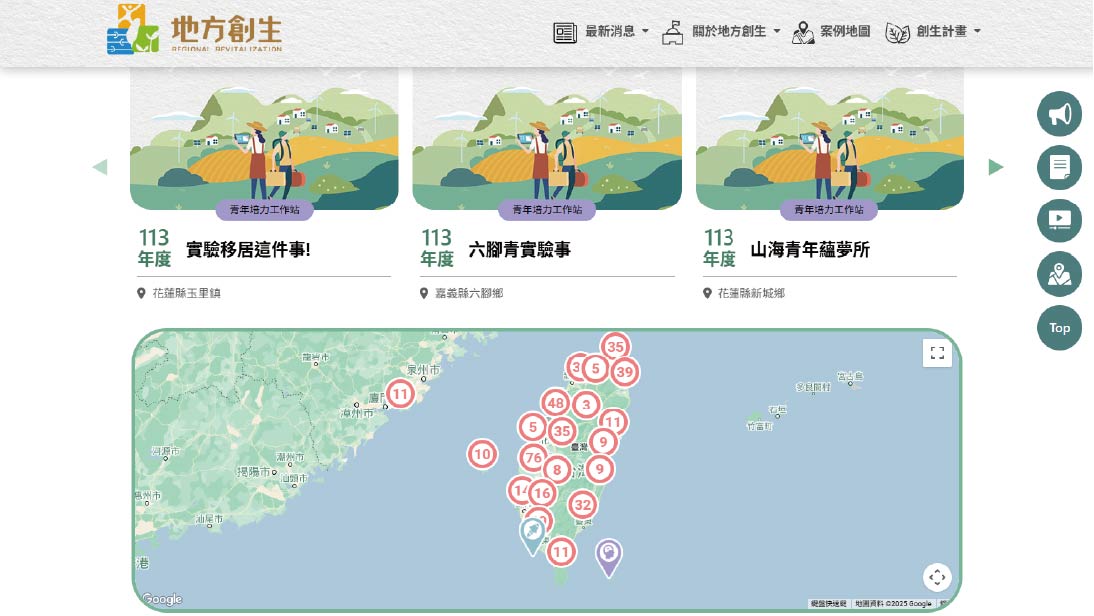 地方創生
REGIONAL REVITALIZATION
最新消息
關於地方創生
案例地圖
創生計畫
青年培力工作站
青年培力工作站
青年培力工作站
113
年度
實驗移居這件事!
113
年度
六腳青實驗事
113
年度
山海青年蘊夢所
花蓮縣玉里鎮
嘉義縣六腳鄉
花蓮縣新城鄉
Top
35
龍岩市
泉州市
5
39
宮古島
多良間村
11
漳州市
48
3
石垣
竹富町
11
5
35
9
臺灣
河源市
10
76
潮州市
8
9
揭陽市
汕頭市
16
惠州市
32
汕尾市
11
港
Google
鍵盤快速鍵
地圖資料 ©2025 Google